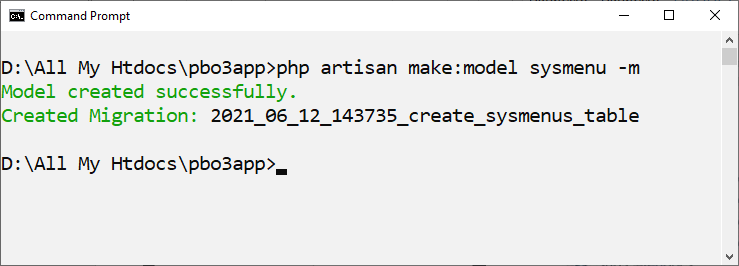 Command Prompt
D:\All My Htdocs\pbo3app>php artisan make:model sysmenu -m
Model created successfully.
Created Migration: 2021_06_12_143735_create_sysmenus_table
D:\All My Htdocs\pbo3app>